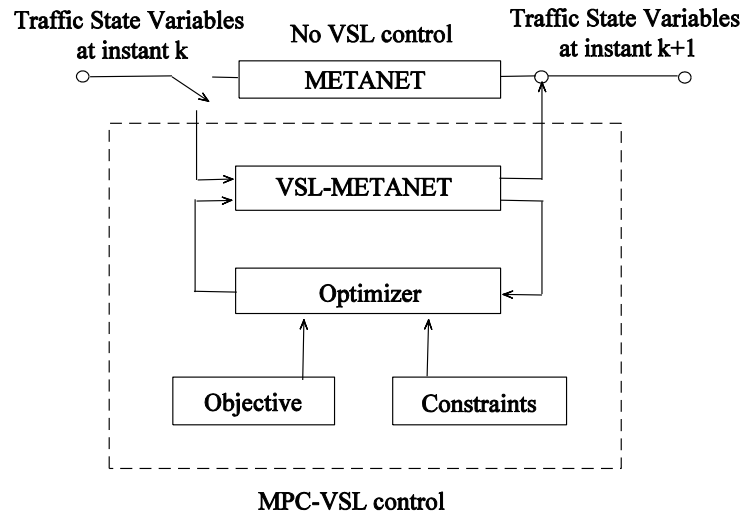 Traffic State Variables
at instant k
No VSL control
Traffic State Variables
at instant k+1
METANET
VSL-METANET
Optimizer
Objective
Constraints
MPC-VSL control